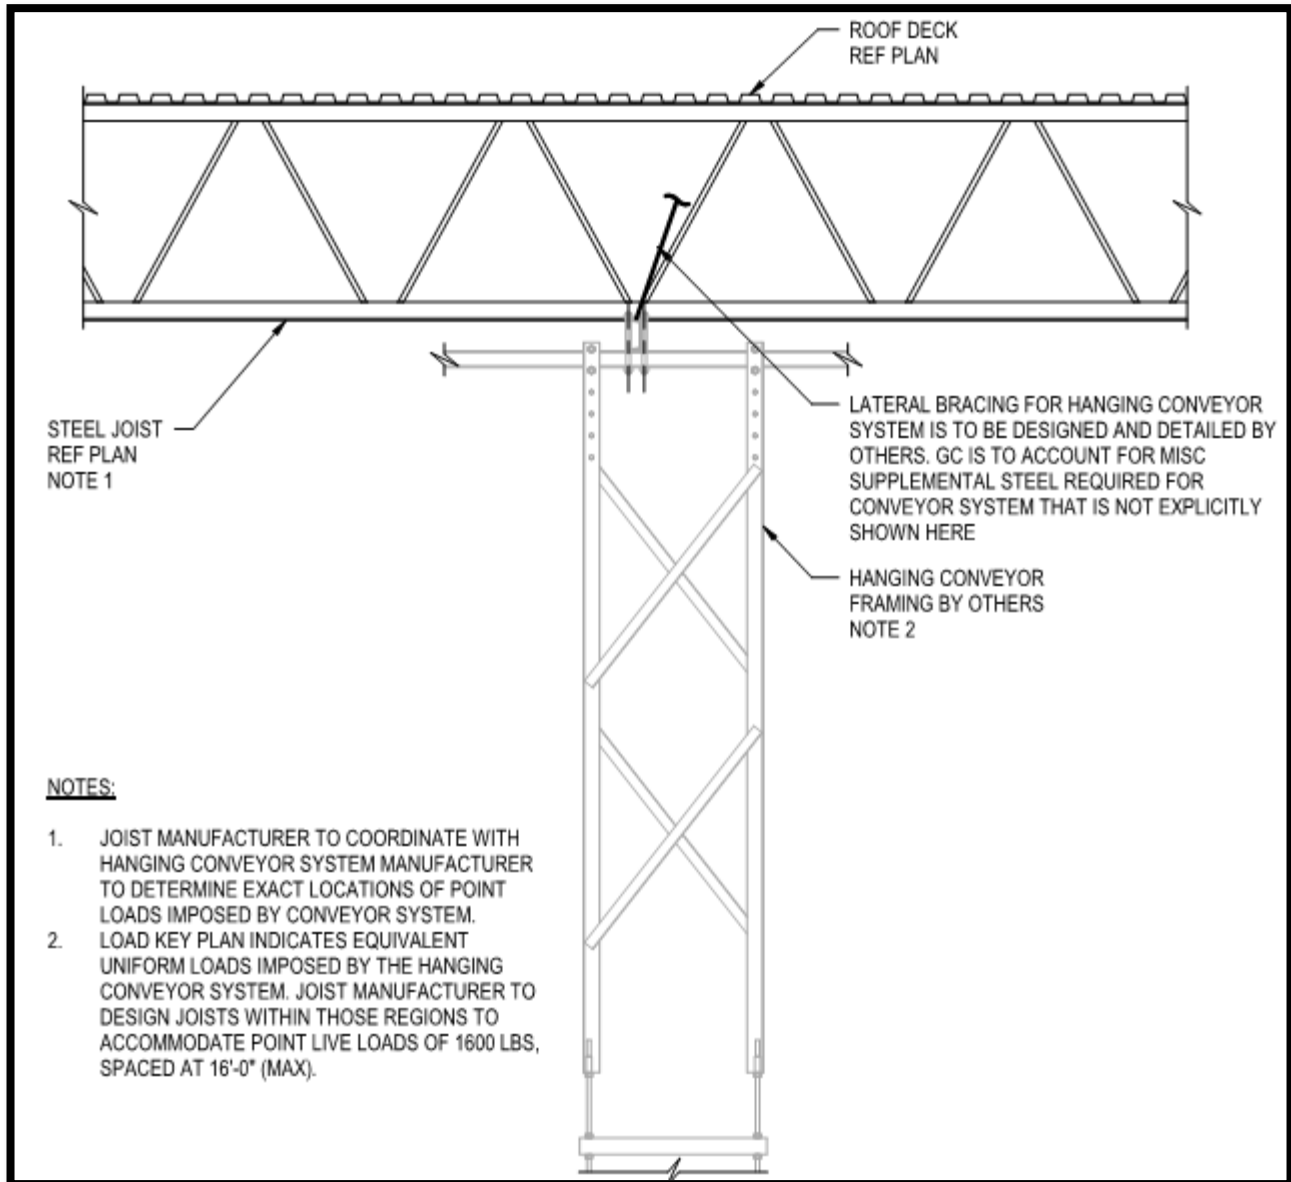 ROOF DECK
REF PLAN
STEEL JOIST
REF PLAN
NOTE 1
LATERAL BRACING FOR HANGING CONVEYOR
SYSTEM IS TO BE DESIGNED AND DETAILED BY
OTHERS. GC IS TO ACCOUNT FOR MISC
SUPPLEMENTAL STEEL REQUIRED FOR
CONVEYOR SYSTEM THAT IS NOT EXPLICITLY
SHOWN HERE
HANGING CONVEYOR
FRAMING BY OTHERS
NOTE 2
NOTES:
1. JOIST MANUFACTURER TO COORDINATE WITH
HANGING CONVEYOR SYSTEM MANUFACTURER
TO DETERMINE EXACT LOCATIONS OF POINT
LOADS IMPOSED BY CONVEYOR SYSTEM.
2. LOAD KEY PLAN INDICATES EQUIVALENT
UNIFORM LOADS IMPOSED BY THE HANGING
CONVEYOR SYSTEM. JOIST MANUFACTURER TO
DESIGN JOISTS WITHIN THOSE REGIONS TO
ACCOMMODATE POINT LIVE LOADS OF 1600 LBS,
SPACED AT 16'-0" (MAX).